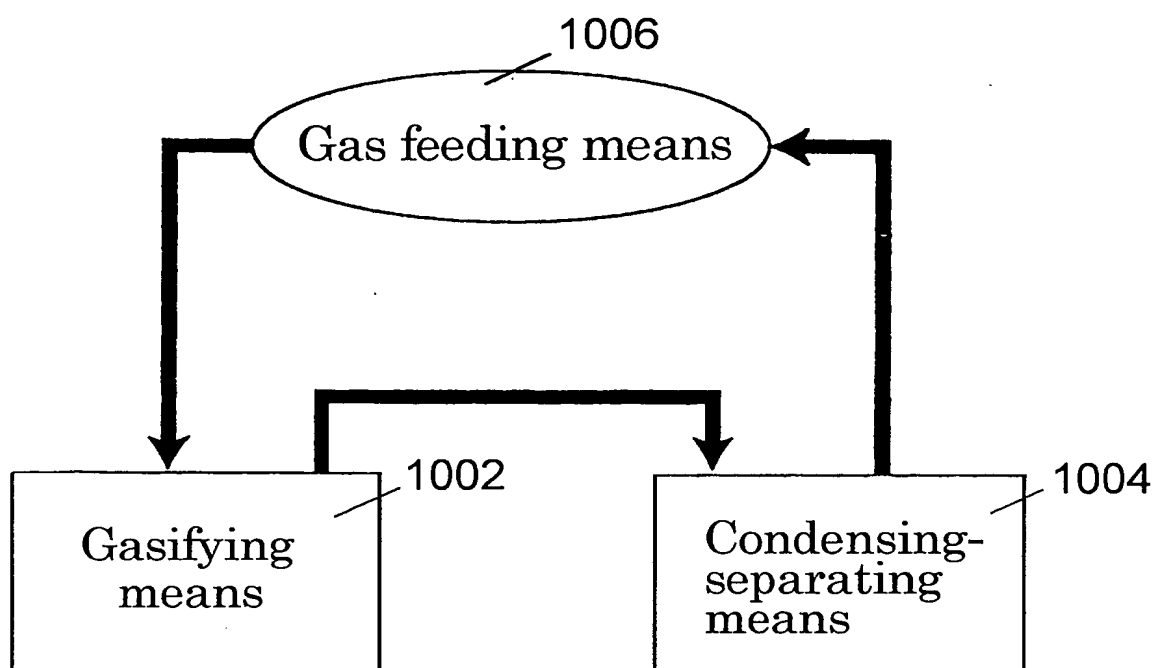 1006
Gas feeding means
1002
Gasifying
means
1004
Condensing-
separating
means